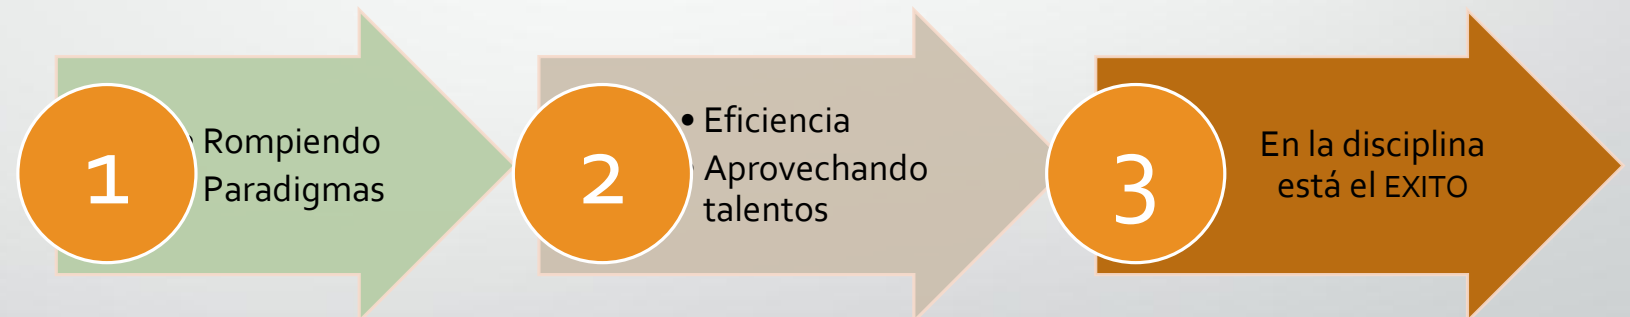 1
• Rompiendo
Paradigmas
2
• Eficiencia
• Aprovechando
talentos
3
En la disciplina
está el EXITO